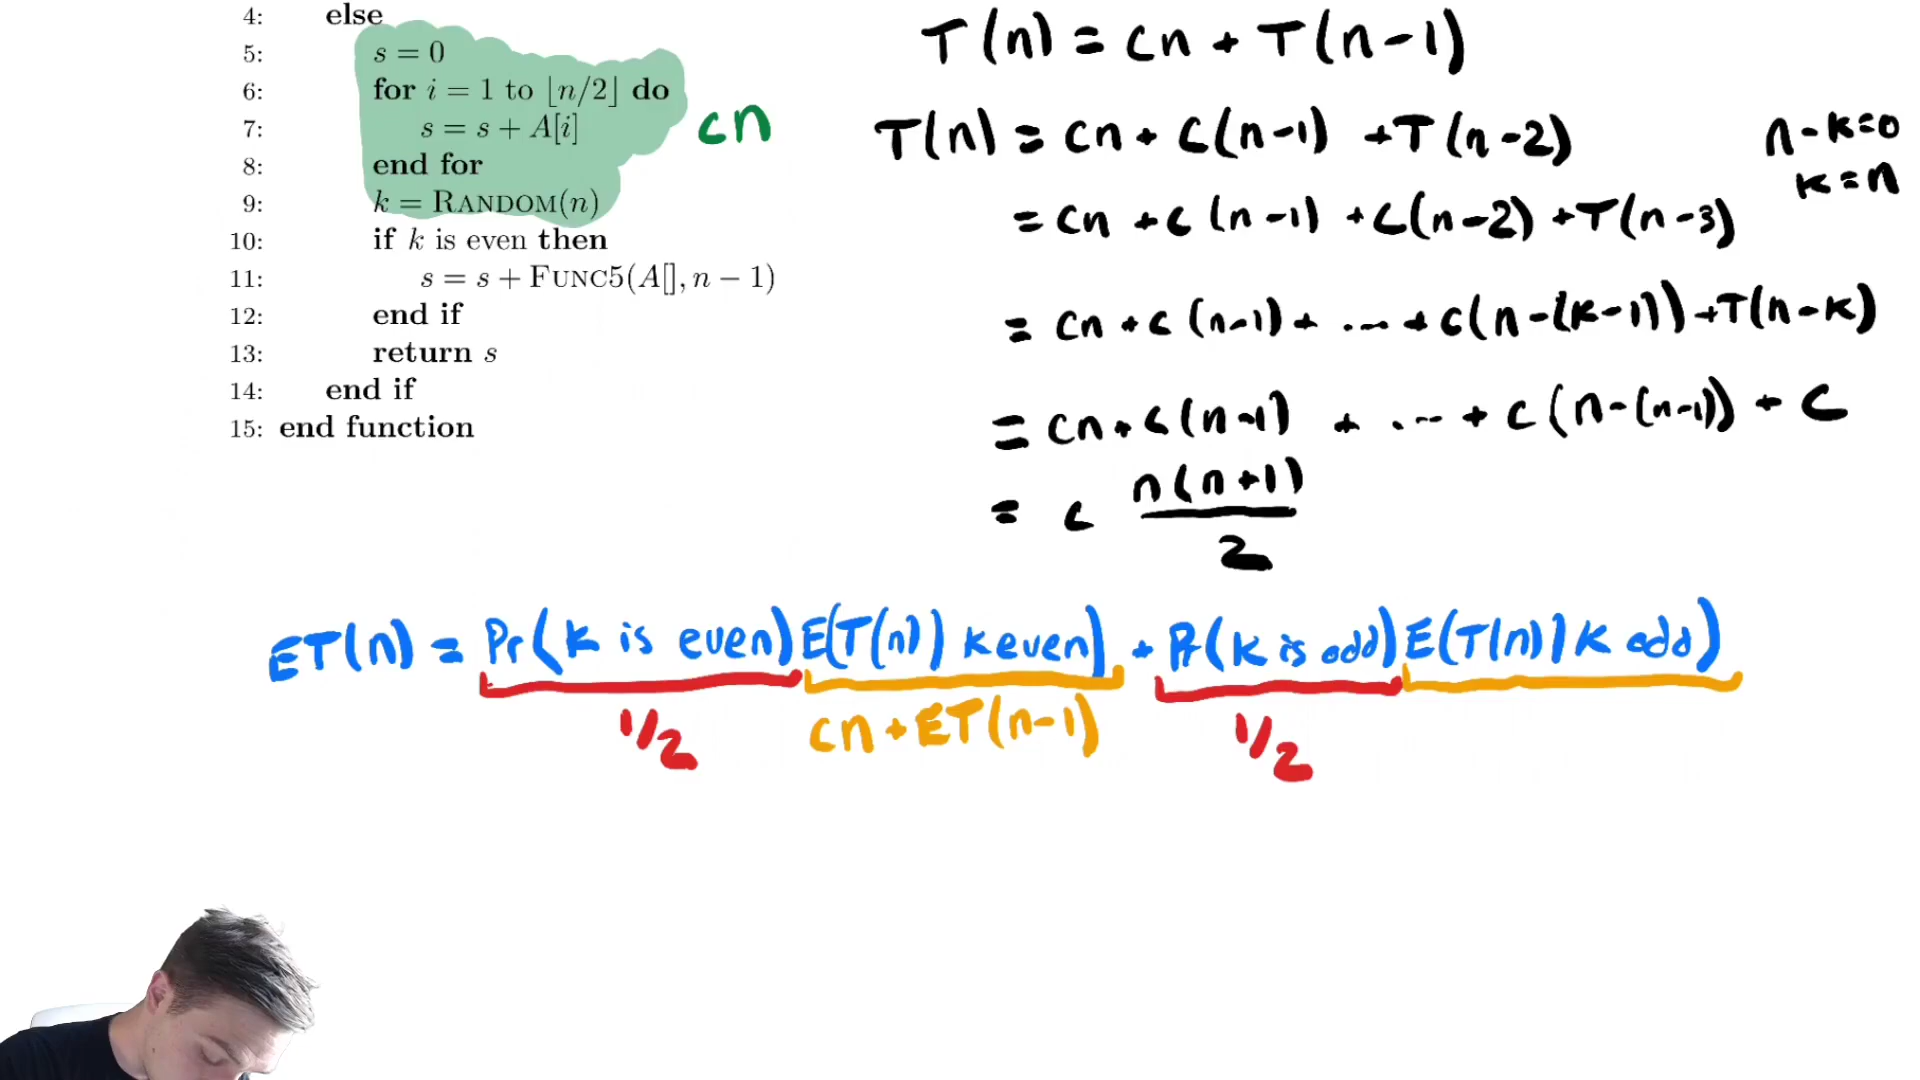 4: else
5: s = 0
6: for i = 1 to ⌊n/2⌋ do
7: s = s + A[i]
8: end for
9: k = RANDOM(n)
10: if k is even then
11: s = s + FUNC5(A[], n − 1)
12: end if
13: return s
14: end if
15: end function
cn
T(n) = cn + T(n-1)
T(n) = cn + c(n-1) + T(n-2)
= cn + c(n-1) + c(n-2) + T(n-3)
= cn + c(n-1) + ... + c(n-(k-1)) + T(n-k)
= cn + c(n-1) + ... + c(n-(n-1)) + c
= c n(n+1)/2
n-k=0
k=n
ET(n) = Pr(k is even) E(T(n) | k even) + Pr(k is odd) E(T(n) | k odd)
1/2 cn+ET(n-1) 1/2